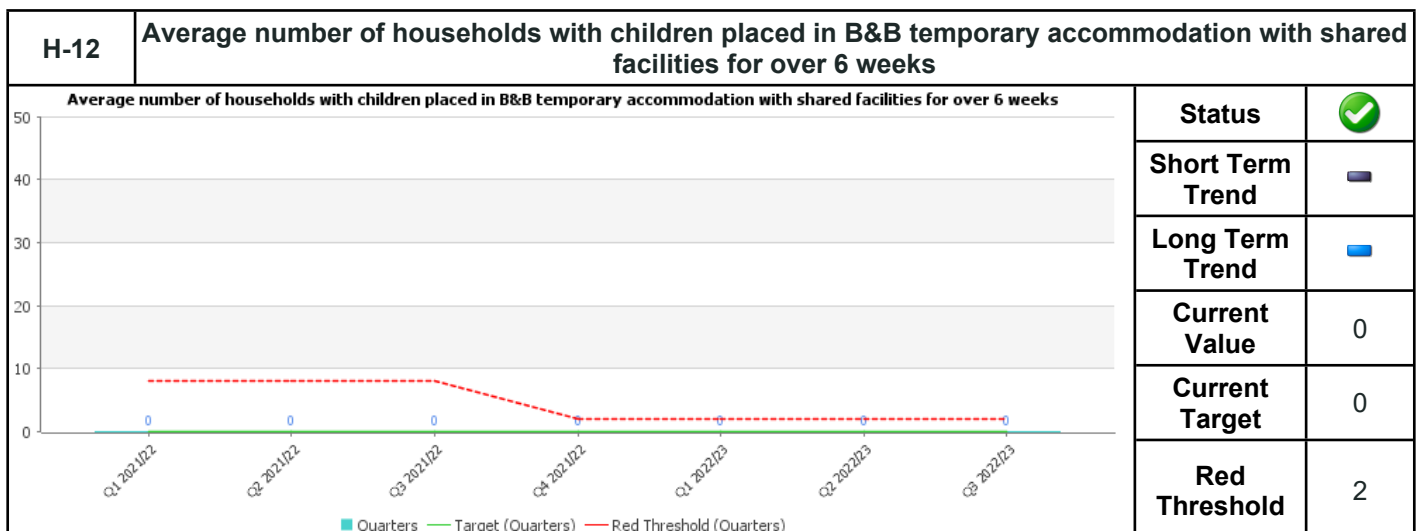 H-12
Average number of households with children placed in B&B temporary accommodation with shared
facilities for over 6 weeks
Average number of households with children placed in B&B temporary accommodation with shared facilities for over 6 weeks
50
40
30
20
10
0
0
0
0
0
0
0
0
Q1 2021/22
Q2 2021/22
Q3 2021/22
Q4 2021/22
Q1 2022/23
Q2 2022/23
Q3 2022/23
Quarters
Target (Quarters)
Red Threshold (Quarters)
Status
Short Term
Trend
Long Term
Trend
Current
Value
0
Current
Target
0
Red
Threshold
2